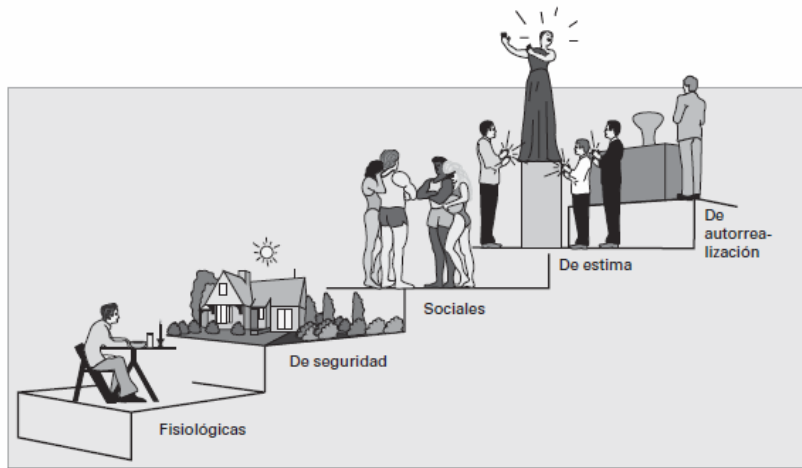 Fisiológicas
De seguridad
Sociales
De estima
De
autorrea-
lización